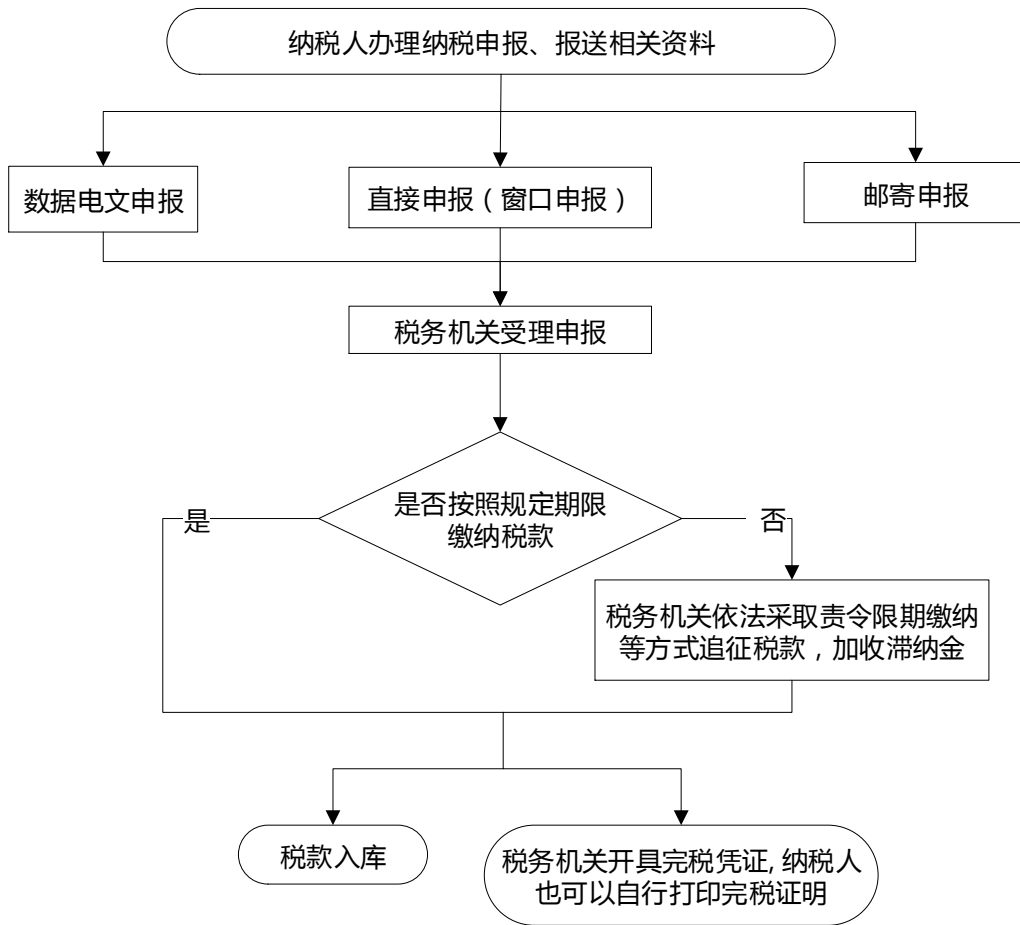 纳税人办理纳税申报、报送相关资料
数据电文申报
直接申报（窗口申报）
邮寄申报
税务机关受理申报
是否按照规定期限
缴纳税款
是
否
税务机关依法采取责令限期缴纳
等方式追征税款，加收滞纳金
税款入库
税务机关开具完税凭证, 纳税人
也可以自行打印完税证明